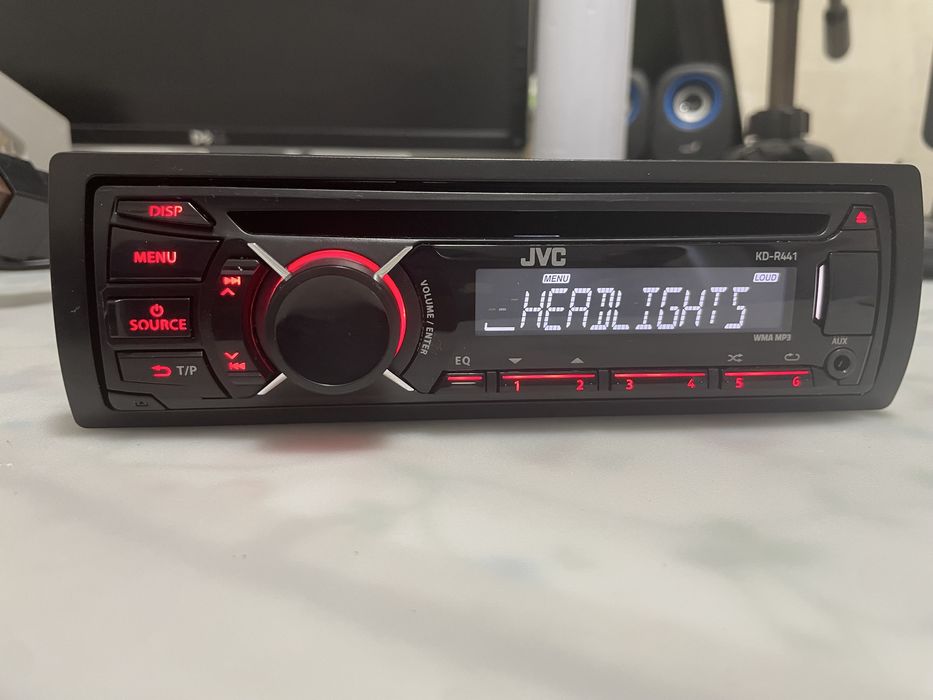 DISP
MENU
SOURCE
T/P
VOLUME / ENTER
JVC
KD-R441
MENU
LOUD
HEADLIGHTS
WMA MP3
EQ
1 2 3 4 5 6
AUX